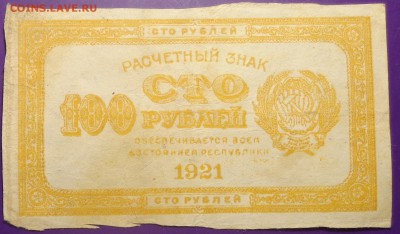 COINS.LAVE.RU
СТО РУБЛЕЙ
РАСЧЕТНЫЙ ЗНАК
СТО
100 РУБЛЕЙ
ОБЕСПЕЧИВАЕТСЯ ВСЕМ
ДОСТОЯНИЕМ РЕСПУБЛИКИ
1921
СТО РУБЛЕЙ